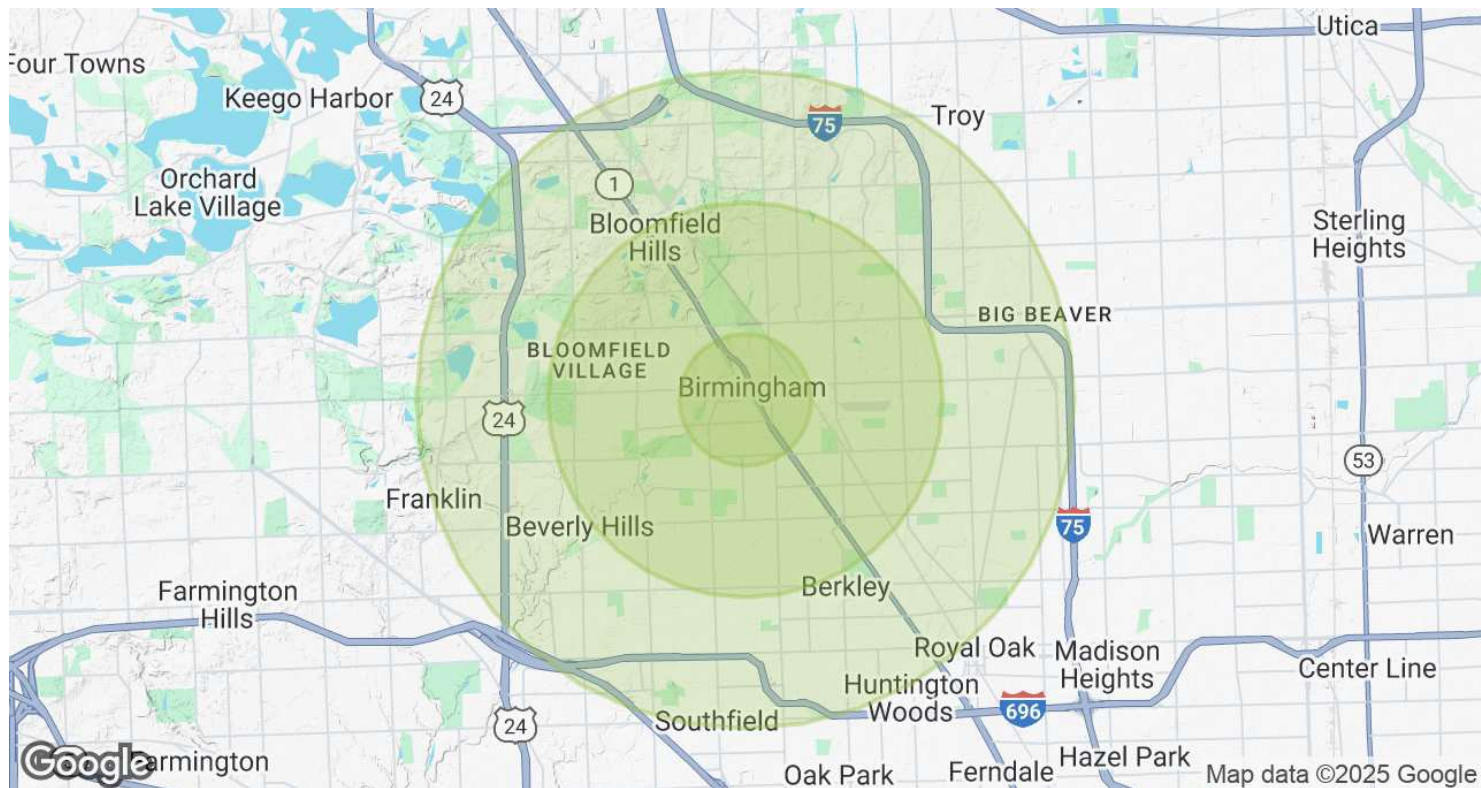 Utica
Four Towns
Keego Harbor
24
Troy
75
Orchard
Lake Village
1
Bloomfield
Hills
Sterling
Heights
BIG BEAVER
BLOOMFIELD
VILLAGE
Birmingham
24
53
Franklin
Beverly Hills
75
Warren
Berkley
Farmington
Hills
Royal Oak
Madison
Heights
Center Line
Huntington
Woods
696
24
Southfield
Google
Farmington
Oak Park
Ferndale
Hazel Park
Map data ©2025 Google